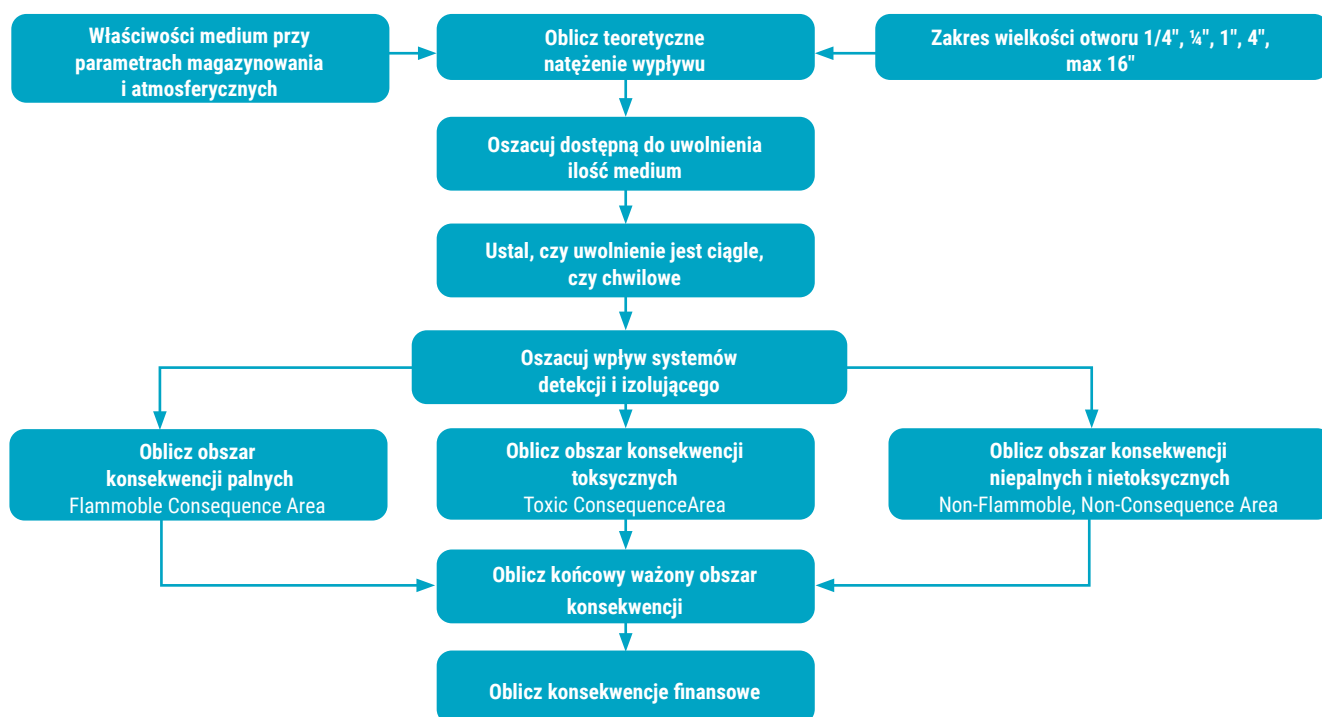 Właściwości medium przy
parametrach magazynowania
i atmosferycznych
Oblicz teoretyczne
natężenie wypływu
Zakres wielkości otworu 1/4", ¼", 1", 4",
max 16"
Oszacuj dostępną do uwolnienia
ilość medium
Ustal, czy uwolnienie jest ciągłe,
czy chwilowe
Oszacuj wpływ systemów
detekcji i izolującego
Oblicz obszar
konsekwencji palnych
Flammoble Consequence Area
Oblicz obszar konsekwencji
toksycznych
Toxic ConsequenceArea
Oblicz obszar konsekwencji
niepalnych i nietoksycznych
Non-Flammoble, Non-Consequence Area
Oblicz końcowy ważony obszar
konsekwencji
Oblicz konsekwencje finansowe